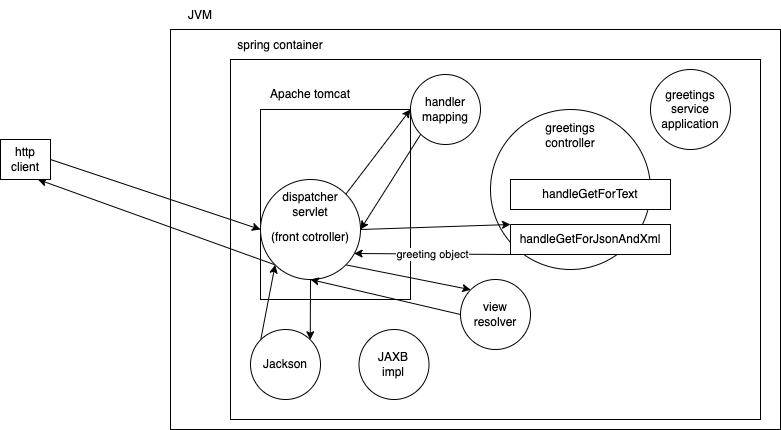 JVM
spring container
Apache tomcat
handler
mapping
greetings
service
application
greetings
controller
http
client
dispatcher
servlet
(front cotroller)
handleGetForText
handleGetForJsonAndXml
greeting object
view
resolver
Jackson
JAXB
impl